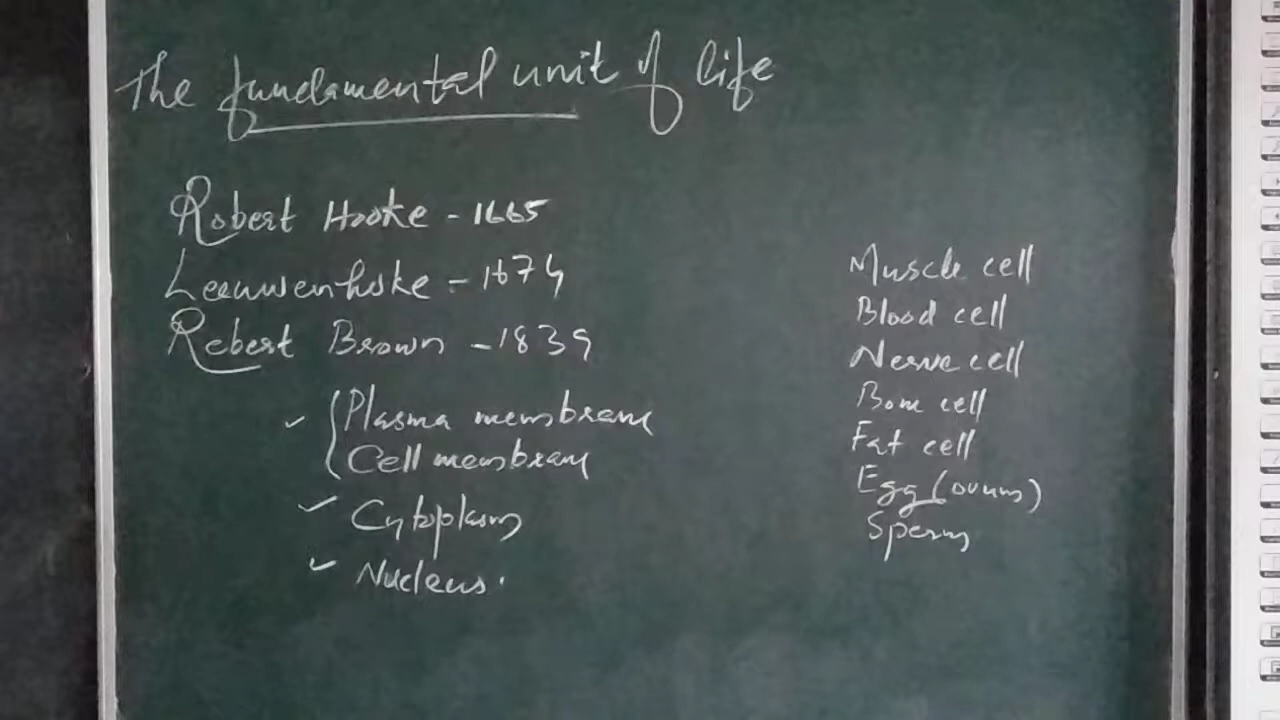 The fundamental unit of life
Robert Hooke - 1665
Leeuwenhoke - 1674
Rebert Brown - 1839
Plasma membrane
Cell membrane
Cytoplasm
Nucleus.
Muscle cell
Blood cell
Nerve cell
Bone cell
Fat cell
Egg (ovum)
Sperm